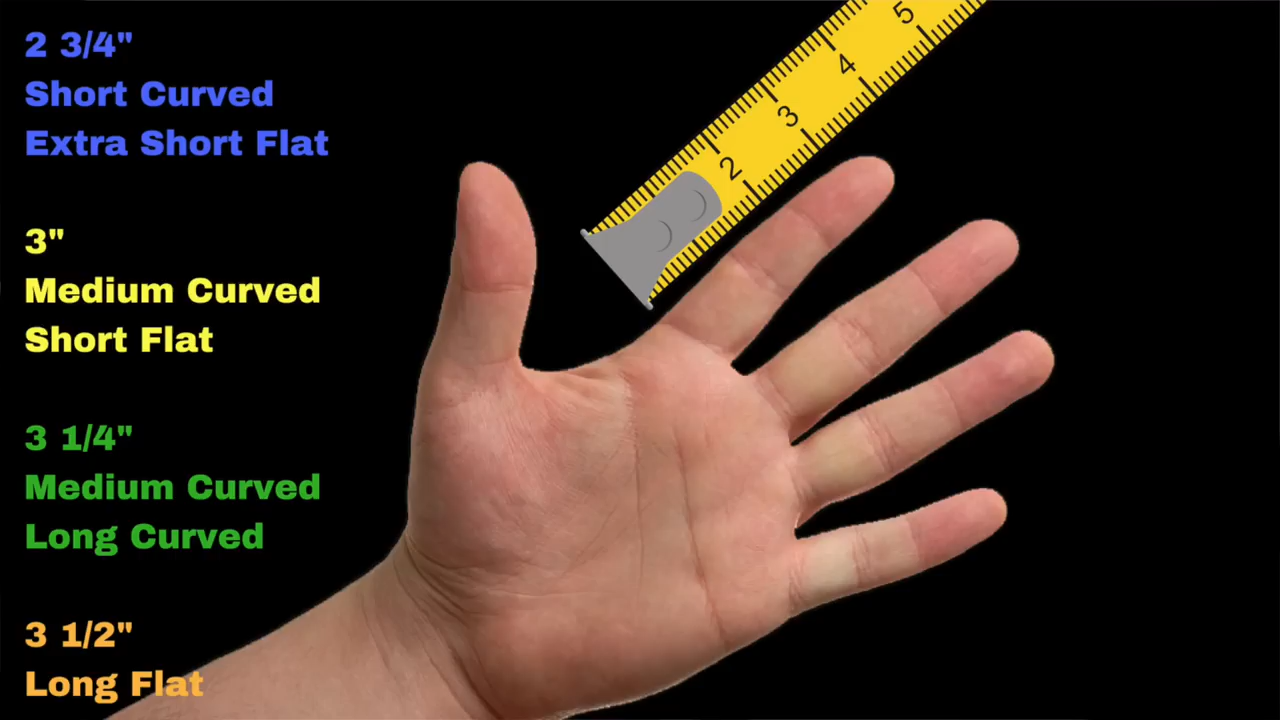 2 3/4"
Short Curved
Extra Short Flat
3"
Medium Curved
Short Flat
3 1/4"
Medium Curved
Long Curved
3 1/2"
Long Flat
2
3
4
5